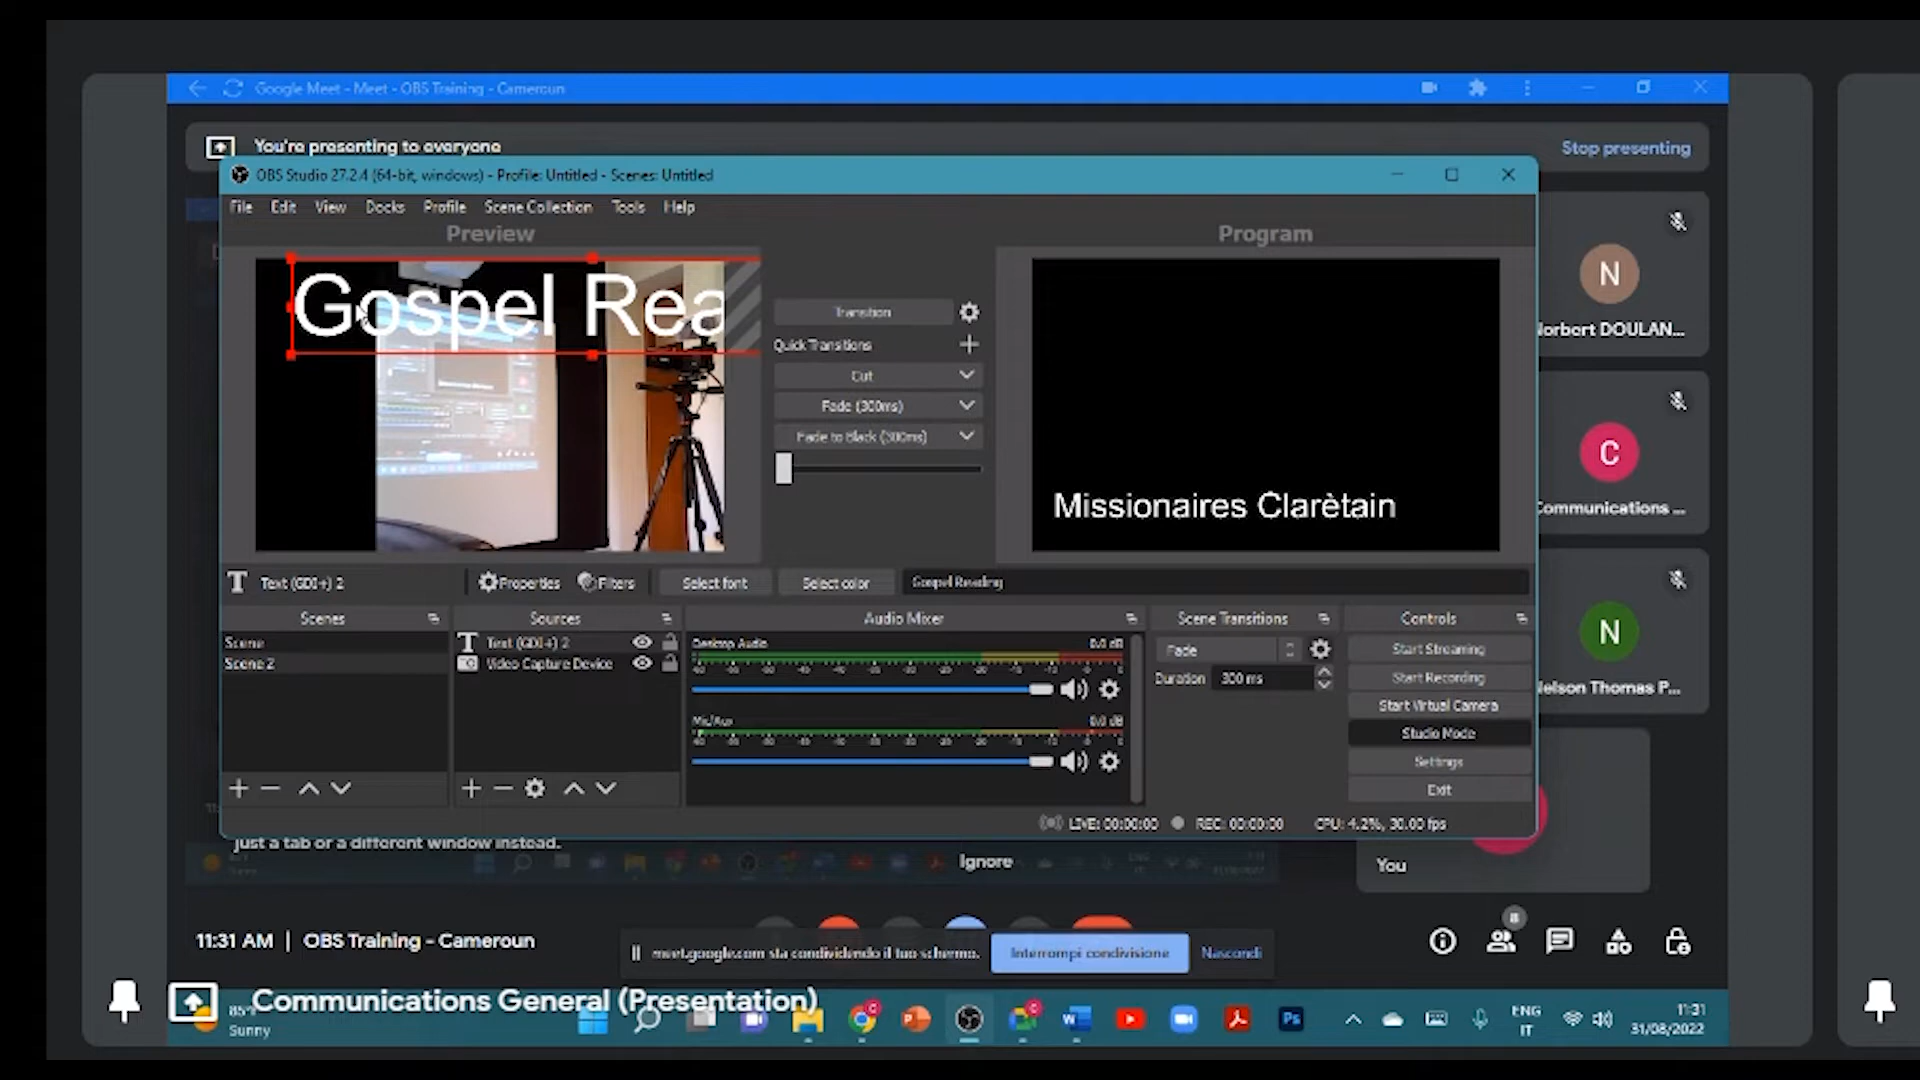 Google Meet - Meet - OBS Training - Cameroun
You're presenting to everyone
Stop presenting
OBS Studio 27.2.4 (64-bit, windows) - Profile: Untitled - Scenes: Untitled
File Edit View Docks Profile Scene Collection Tools Help
Preview
Program
Gospel Rea
Transition
Quick Transitions
Cut
Fade (300ms)
Fade to Black (300ms)
Missionaires Clarètain
N
Norbert DOULAN...
C
Communications ...
N
Nelson Thomas P...
Text (GDI+) 2
Properties
Filters
Select font
Select color
Gospel Reading
Scenes
Sources
Audio Mixer
Scene Transitions
Controls
Scene
Scene 2
Text (GDI+) 2
Video Capture Device
Desktop Audio
0.0 dB
Mic/Aux
0.0 dB
Fade
Duration 300 ms
Start Streaming
Start Recording
Start Virtual Camera
Studio Mode
Settings
Exit
LIVE: 00:00:00
REC: 00:00:00
CPU: 4.2%, 30.00 fps
just a tab or a different window instead.
Ignore
You
11:31 AM | OBS Training - Cameroun
8
meet.google.com sta condividendo il tuo schermo.
Interrompi condivisione
Nascondi
Communications General (Presentation)
85°F
Sunny
Ps
ENG
IT
11:31
31/08/2022